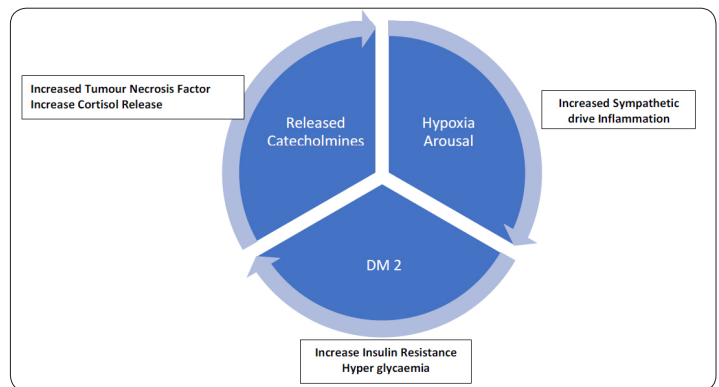 Increased Tumour Necrosis Factor
Increase Cortisol Release
Released
Catecholmines
Hypoxia
Arousal
Increased Sympathetic
drive Inflammation
DM 2
Increase Insulin Resistance
Hyper glycaemia